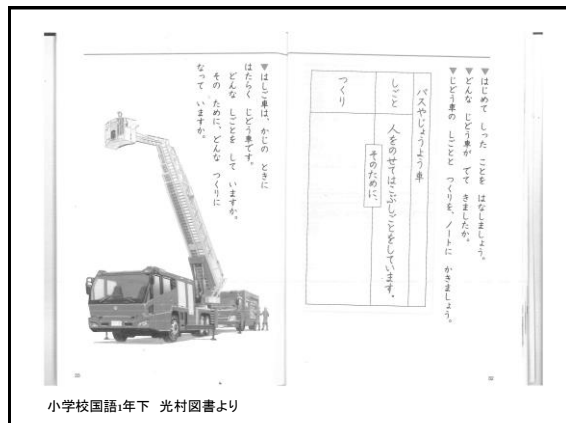 ▼はじめて しった ことを はなしましょう。
▼どんな じどう車が でて きましたか。
▼じどう車の しごとと つくりを、ノートに かきましょう。
バスやじょうよう車
しごと
人をのせてはこぶしごとをしています。
そのために、
つくり
▼はしご車は、かじの ときに
はたらく じどう車です。
どんな しごとを して いますか。
その ために、どんな つくりに
なって いますか。
小学校国語1年下 光村図書より